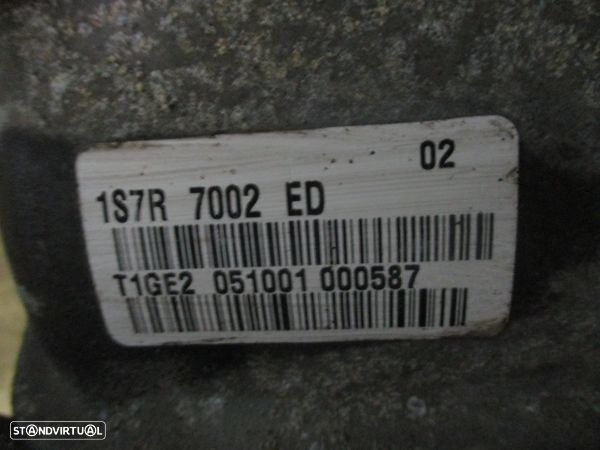 02
1S7R 7002 ED
T1GE2 051001 000587
STANDVIRTUAL